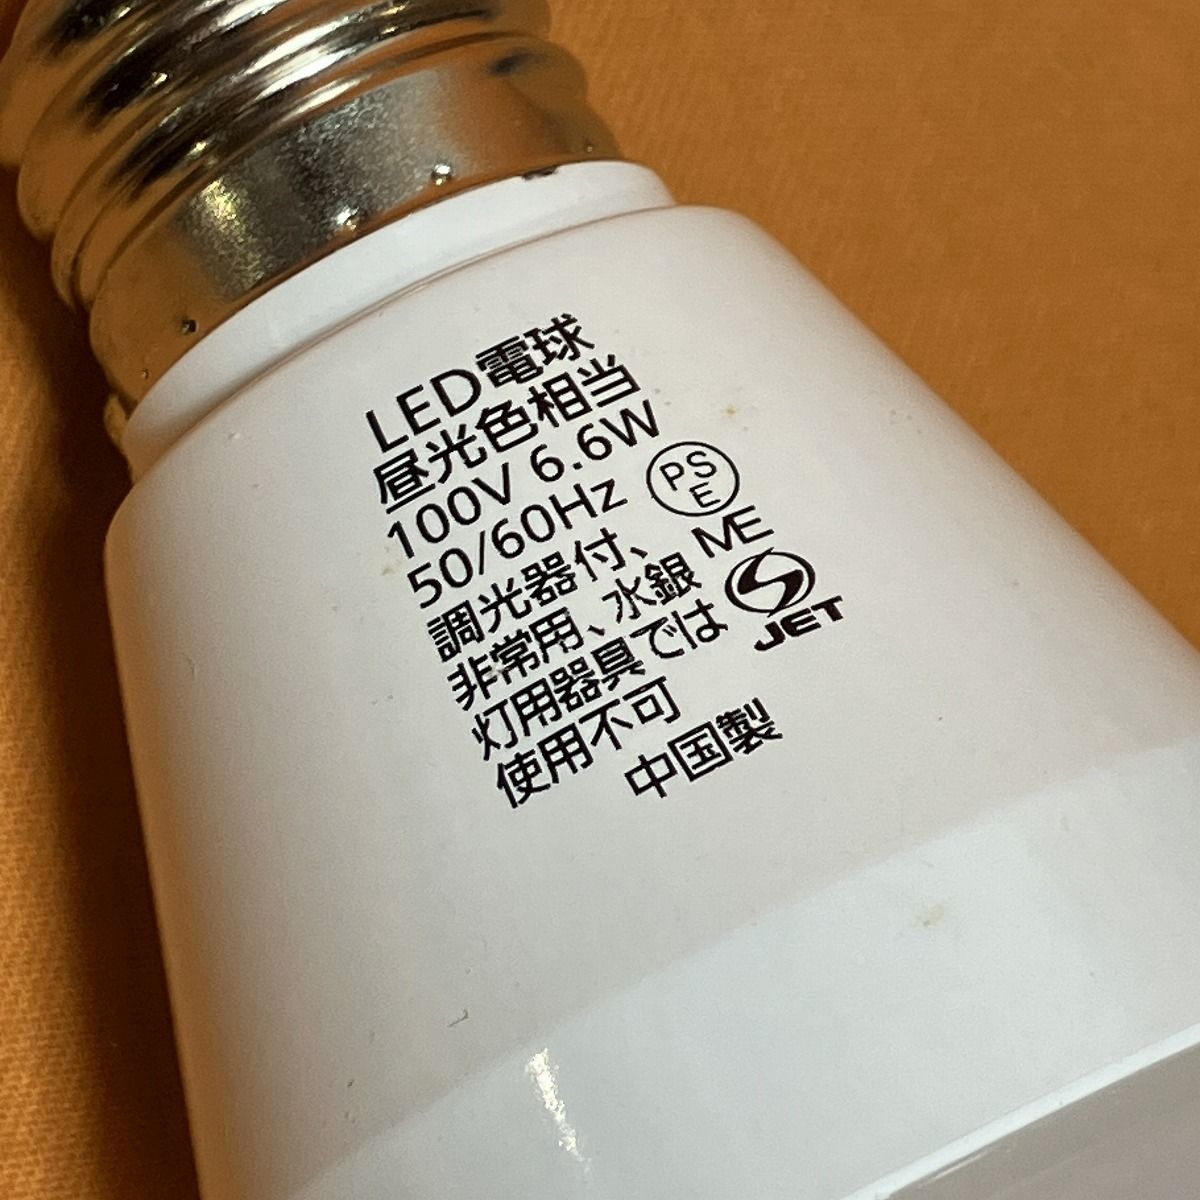 LED電球
昼光色相当
100V 6.6W
50/60Hz
PS
E
調光器付、
ME
非常用、水銀
灯用器具では
JET
使用不可
中国製